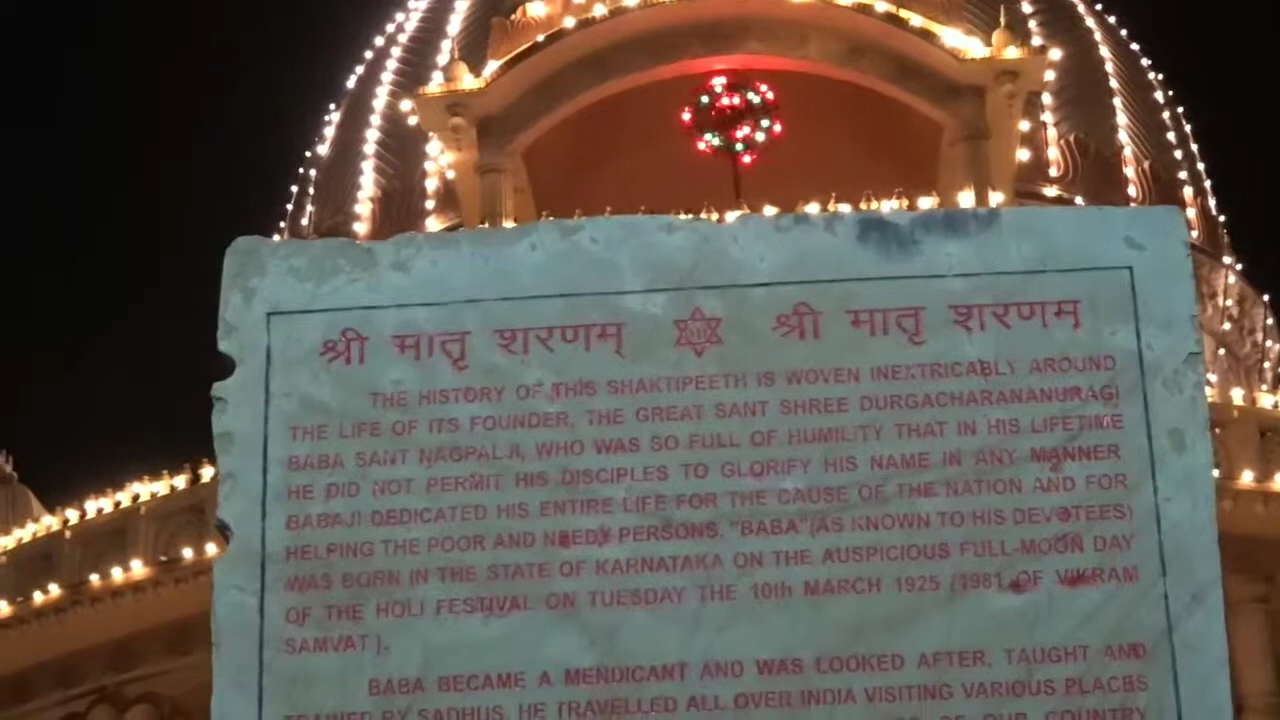 श्री मातृ शरणम् श्री मातृ शरणम्
THE HISTORY OF THIS SHAKTIPEETH IS WOVEN INEXTRICABLY AROUND
THE LIFE OF ITS FOUNDER, THE GREAT SANT SHREE DURGACHARANANURAGI
BABA SANT NAGPALJI, WHO WAS SO FULL OF HUMILITY THAT IN HIS LIFETIME
HE DID NOT PERMIT HIS DISCIPLES TO GLORIFY HIS NAME IN ANY MANNER
BABAJI DEDICATED HIS ENTIRE LIFE FOR THE CAUSE OF THE NATION AND FOR
HELPING THE POOR AND NEEDY PERSONS. "BABA"(AS KNOWN TO HIS DEVOTEES)
WAS BORN IN THE STATE OF KARNATAKA ON THE AUSPICIOUS FULL-MOON DAY
OF THE HOLI FESTIVAL ON TUESDAY THE 10th MARCH 1925 (1981 OF VIKRAM
SAMVAT ).
BABA BECAME A MENDICANT AND WAS LOOKED AFTER, TAUGHT AND
TRAINED BY SADHUS. HE TRAVELLED ALL OVER INDIA VISITING VARIOUS PLACES
OF OUR COUNTRY